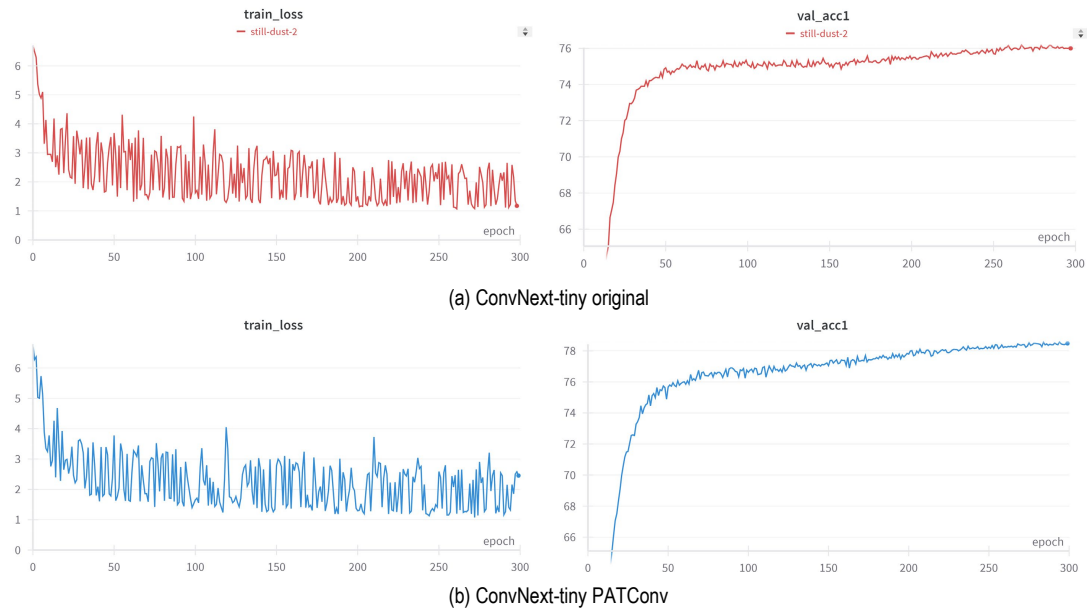 train_loss
still-dust-2
6
5
4
3
2
1
0
epoch
0 50 100 150 200 250 300
val_acc1
still-dust-2
76
74
72
70
68
66
epoch
0 50 100 150 200 250 300
(a) ConvNext-tiny original
train_loss
6
5
4
3
2
1
0
epoch
0 50 100 150 200 250 300
val_acc1
78
76
74
72
70
68
66
epoch
0 50 100 150 200 250 300
(b) ConvNext-tiny PATConv